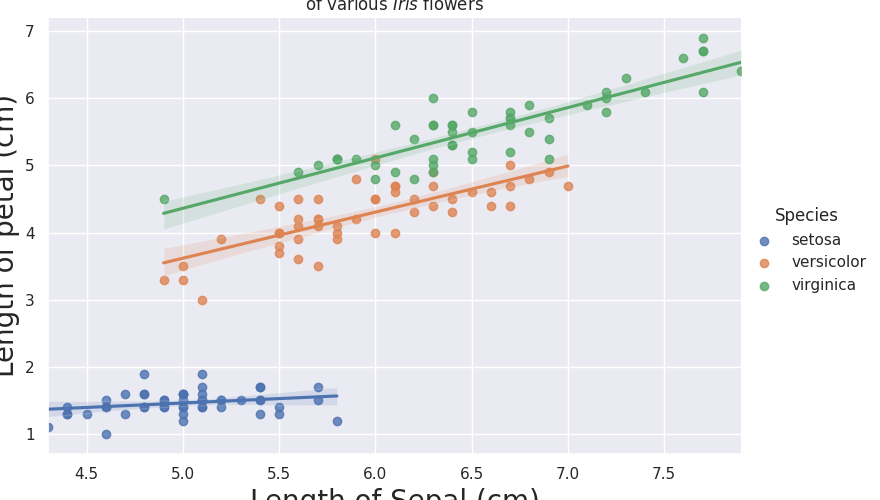 of various Iris flowers
Length of petal (cm)
7
6
5
4
3
2
1
4.5 5.0 5.5 6.0 6.5 7.0 7.5
Length of Sepal (cm)
Species
setosa
versicolor
virginica